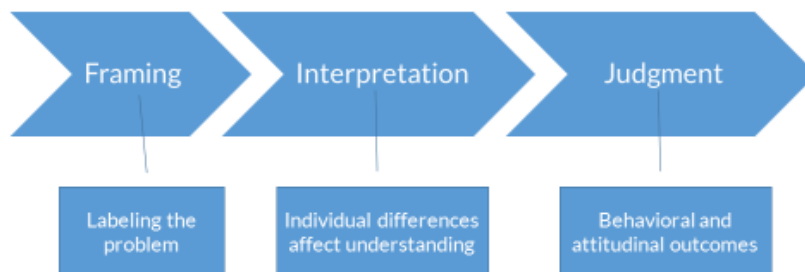 Framing
Interpretation
Judgment
Labeling the
problem
Individual differences
affect understanding
Behavioral and
attitudinal outcomes